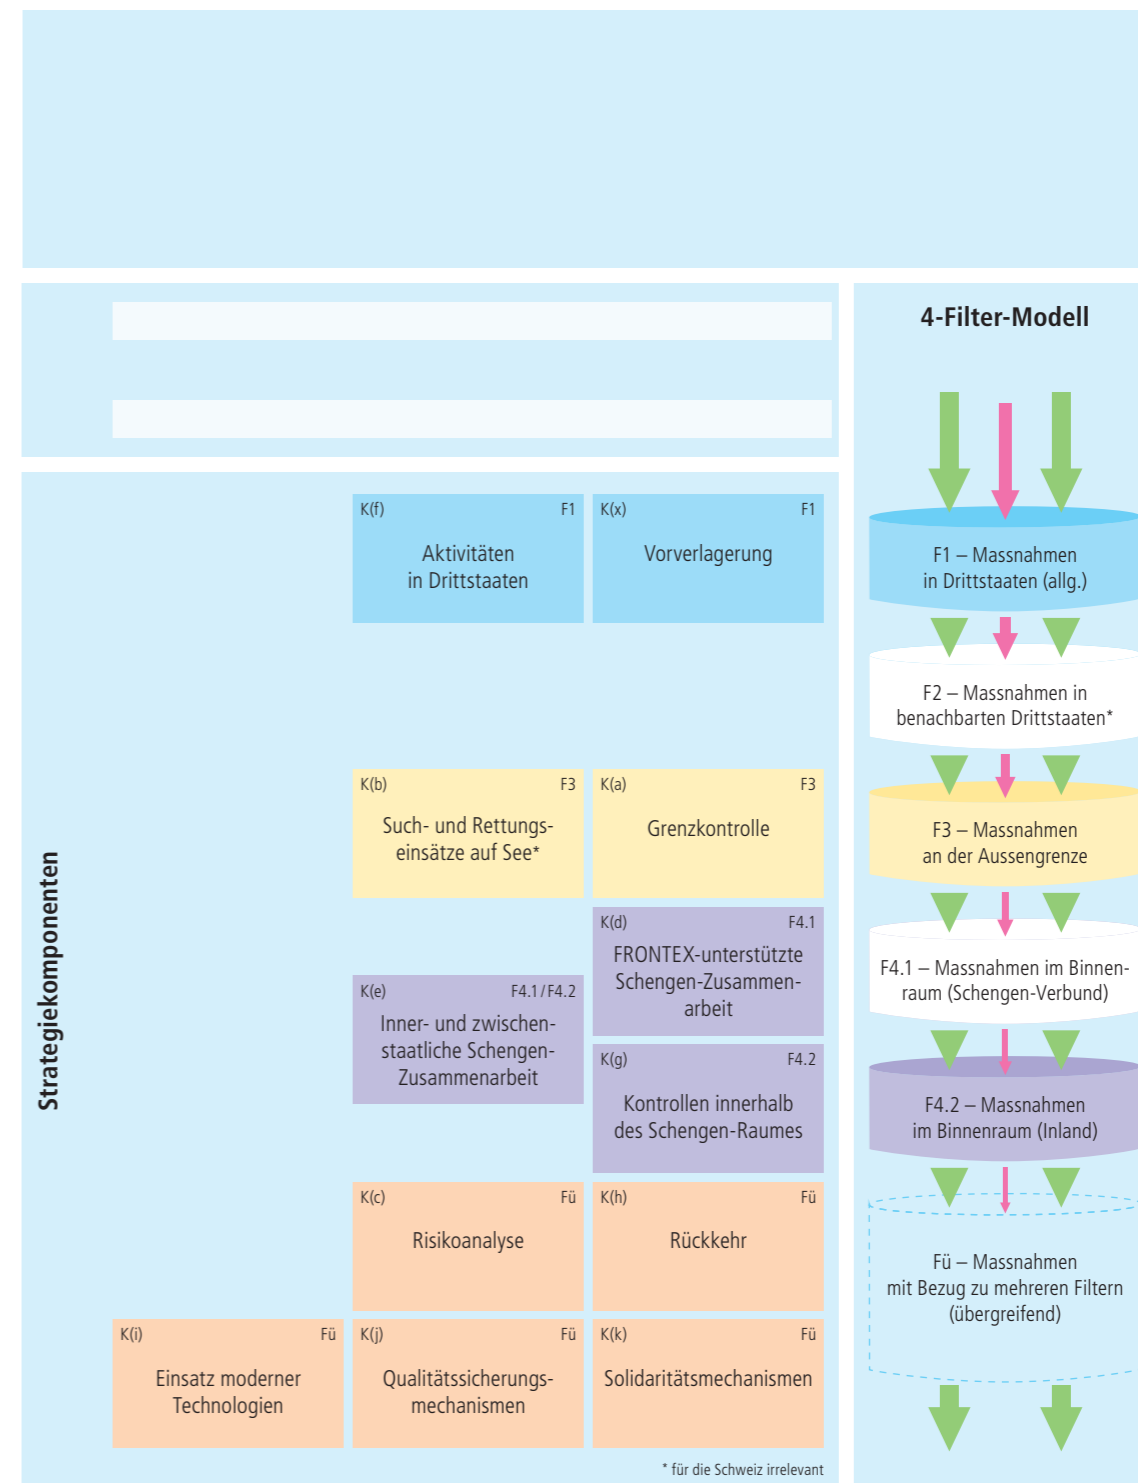 4-Filter-Modell
Strategiekomponenten
K(f) F1
Aktivitäten
in Drittstaaten
K(x) F1
Vorverlagerung
K(b) F3
Such- und Rettungs-
einsätze auf See*
K(a) F3
Grenzkontrolle
K(d) F4.1
FRONTEX-unterstützte
Schengen-Zusammen-
arbeit
K(e) F4.1/F4.2
Inner- und zwischen-
staatliche Schengen-
Zusammenarbeit
K(g) F4.2
Kontrollen innerhalb
des Schengen-Raumes
K(c) Fü
Risikoanalyse
K(h) Fü
Rückkehr
K(i) Fü
Einsatz moderner
Technologien
K(j) Fü
Qualitätssicherungs-
mechanismen
K(k) Fü
Solidaritätsmechanismen
* für die Schweiz irrelevant
F1 – Massnahmen
in Drittstaaten (allg.)
F2 – Massnahmen in
benachbarten Drittstaaten*
F3 – Massnahmen
an der Aussengrenze
F4.1 – Massnahmen im Binnen-
raum (Schengen-Verbund)
F4.2 – Massnahmen
im Binnenraum (Inland)
Fü – Massnahmen
mit Bezug zu mehreren Filtern
(übergreifend)